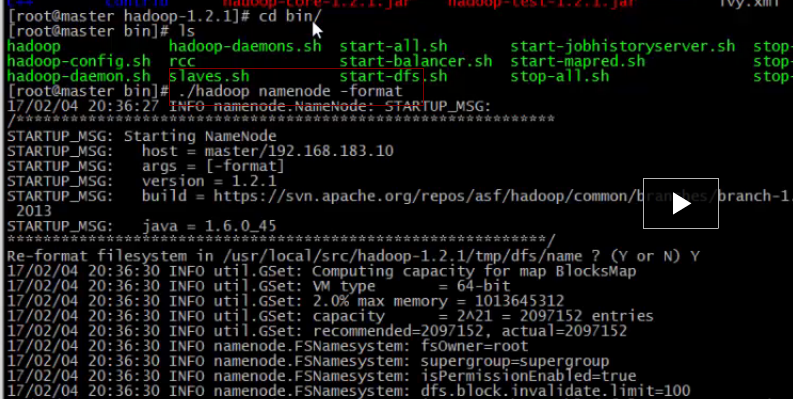 hadoop-core-1.2.1.jar hadoop-test-1.2.1.jar ivy.xml
[root@master hadoop-1.2.1]# cd bin/
[root@master bin]# ls
hadoop hadoop-daemons.sh start-all.sh start-jobhistoryserver.sh stop-
hadoop-config.sh rcc start-balancer.sh start-mapred.sh stop-
hadoop-daemon.sh slaves.sh start-dfs.sh stop-all.sh stop-
[root@master bin]# ./hadoop namenode -format
17/02/04 20:36:27 INFO namenode.NameNode: STARTUP_MSG:
/************************************************************
STARTUP_MSG: Starting NameNode
STARTUP_MSG: host = master/192.168.183.10
STARTUP_MSG: args = [-format]
STARTUP_MSG: version = 1.2.1
STARTUP_MSG: build = https://svn.apache.org/repos/asf/hadoop/common/branches/branch-1.
2013
STARTUP_MSG: java = 1.6.0_45
************************************************************/
Re-format filesystem in /usr/local/src/hadoop-1.2.1/tmp/dfs/name ? (Y or N) Y
17/02/04 20:36:30 INFO util.GSet: Computing capacity for map BlocksMap
17/02/04 20:36:30 INFO util.GSet: VM type = 64-bit
17/02/04 20:36:30 INFO util.GSet: 2.0% max memory = 1013645312
17/02/04 20:36:30 INFO util.GSet: capacity = 2^21 = 2097152 entries
17/02/04 20:36:30 INFO util.GSet: recommended=2097152, actual=2097152
17/02/04 20:36:30 INFO namenode.FSNamesystem: fsOwner=root
17/02/04 20:36:30 INFO namenode.FSNamesystem: supergroup=supergroup
17/02/04 20:36:30 INFO namenode.FSNamesystem: isPermissionEnabled=true
17/02/04 20:36:30 INFO namenode.FSNamesystem: dfs.block.invalidate.limit=100